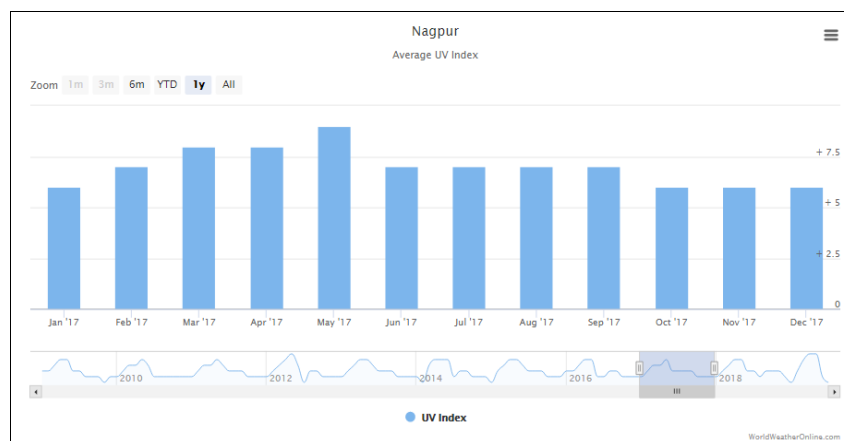 Nagpur
Average UV Index
Zoom 1m 3m 6m YTD 1y All
+ 7.5
+ 5
+ 2.5
0
Jan '17 Feb '17 Mar '17 Apr '17 May '17 Jun '17 Jul '17 Aug '17 Sep '17 Oct '17 Nov '17 Dec '17
2010 2012 2014 2016 2018
UV Index
WorldWeatherOnline.com